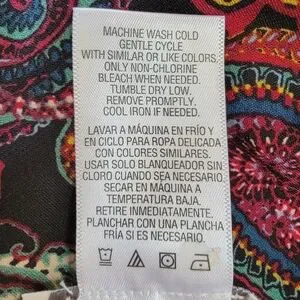 MACHINE WASH COLD
GENTLE CYCLE
WITH SIMILAR OR LIKE COLORS
ONLY NON-CHLORINE
BLEACH WHEN NEEDED.
TUMBLE DRY LOW.
REMOVE PROMPTLY.
COOL IRON IF NEEDED.
LAVAR A MÁQUINA EN FRÍO Y
EN CICLO PARA ROPA DELICADA
CON COLORES SIMILARES.
USAR SOLO BLANQUEADOR SIN
CLORO CUANDO SEA NECESARIO.
SECAR EN MÁQUINA A
TEMPERATURA BAJA.
RETIRE INMEDIATAMENTE.
PLANCHAR CON UNA PLANCHA
FRÍA SI ES NECESARIO.